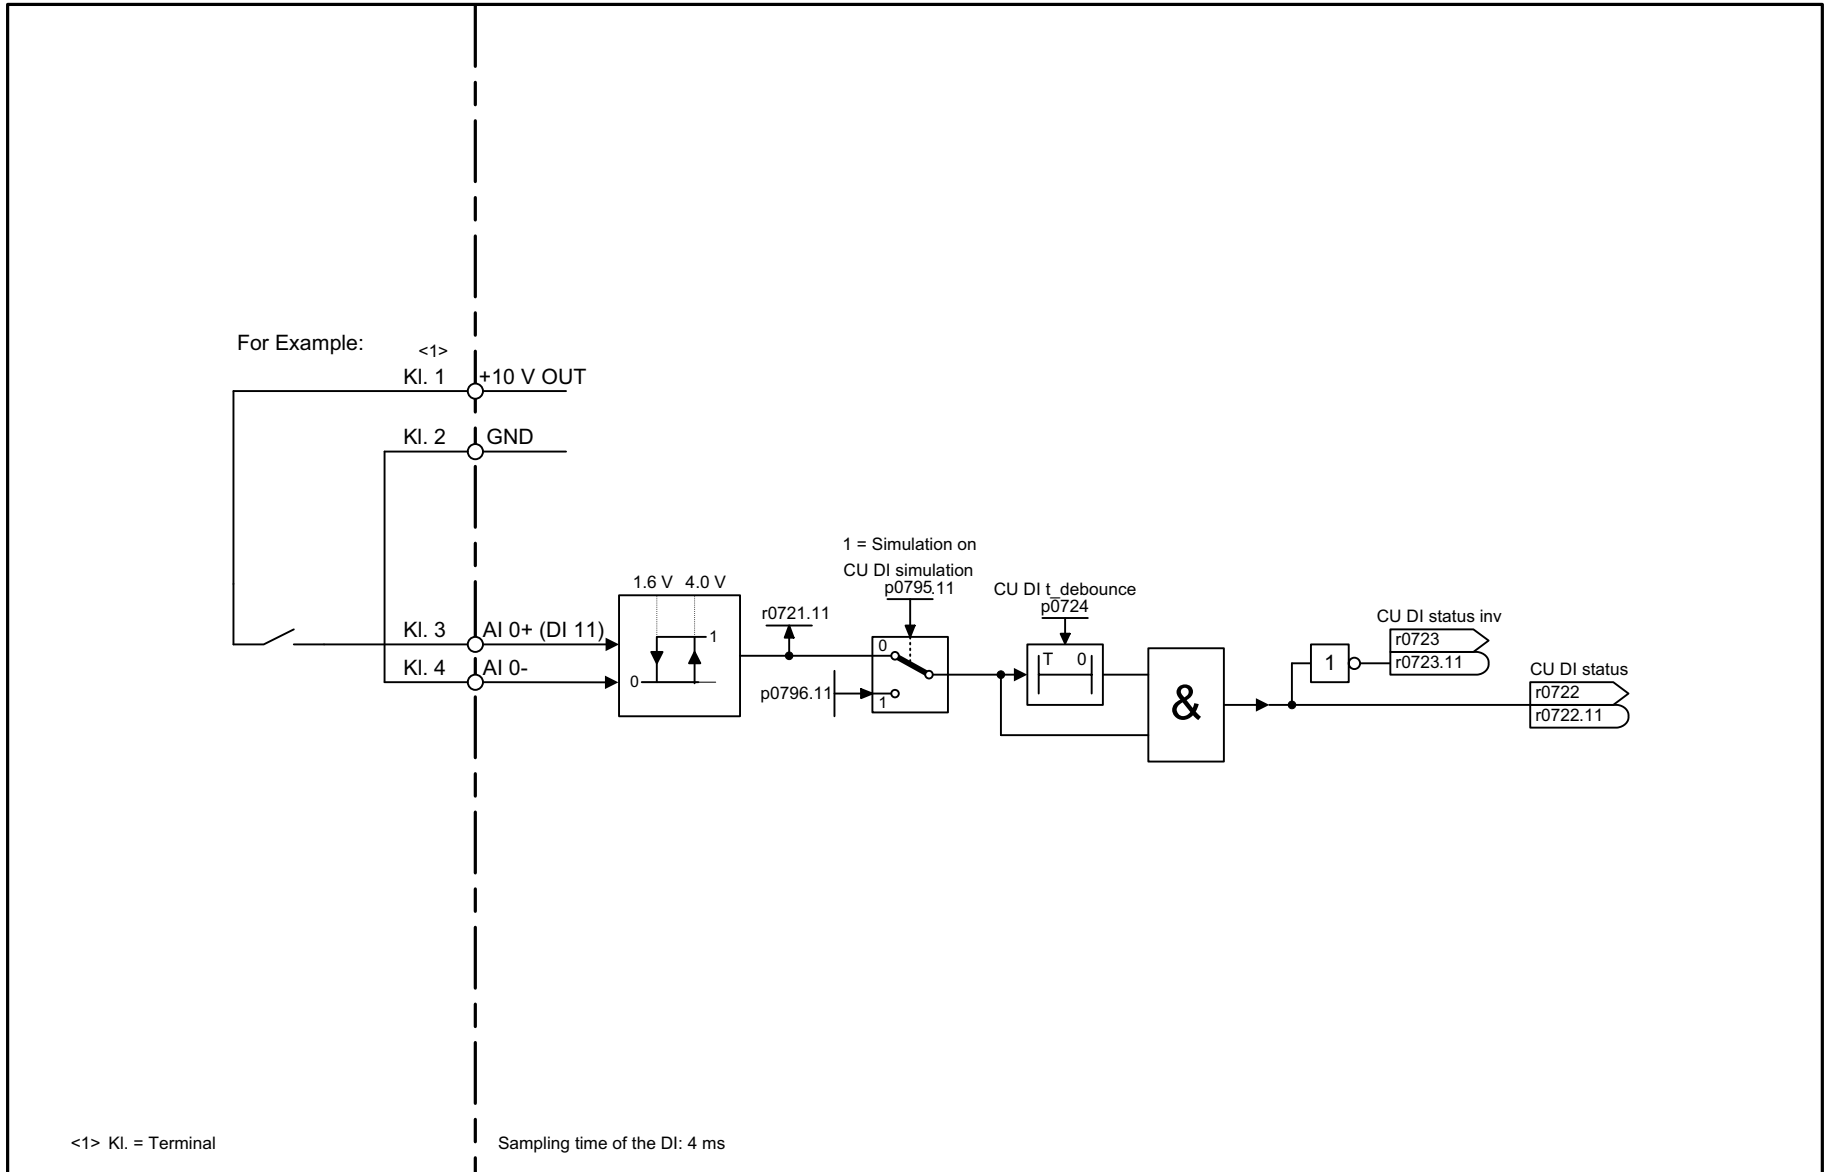 For Example:
<1>
Kl. 1
+10 V OUT
Kl. 2
GND
1 = Simulation on
CU DI simulation
p0795.11
1.6 V 4.0 V
CU DI t_debounce
p0724
r0721.11
CU DI status inv
r0723
r0723.11
Kl. 3
AI 0+ (DI 11)
1
0
T 0
1
CU DI status
r0722
r0722.11
Kl. 4
AI 0-
0
p0796.11
1
&
<1> Kl. = Terminal
Sampling time of the DI: 4 ms